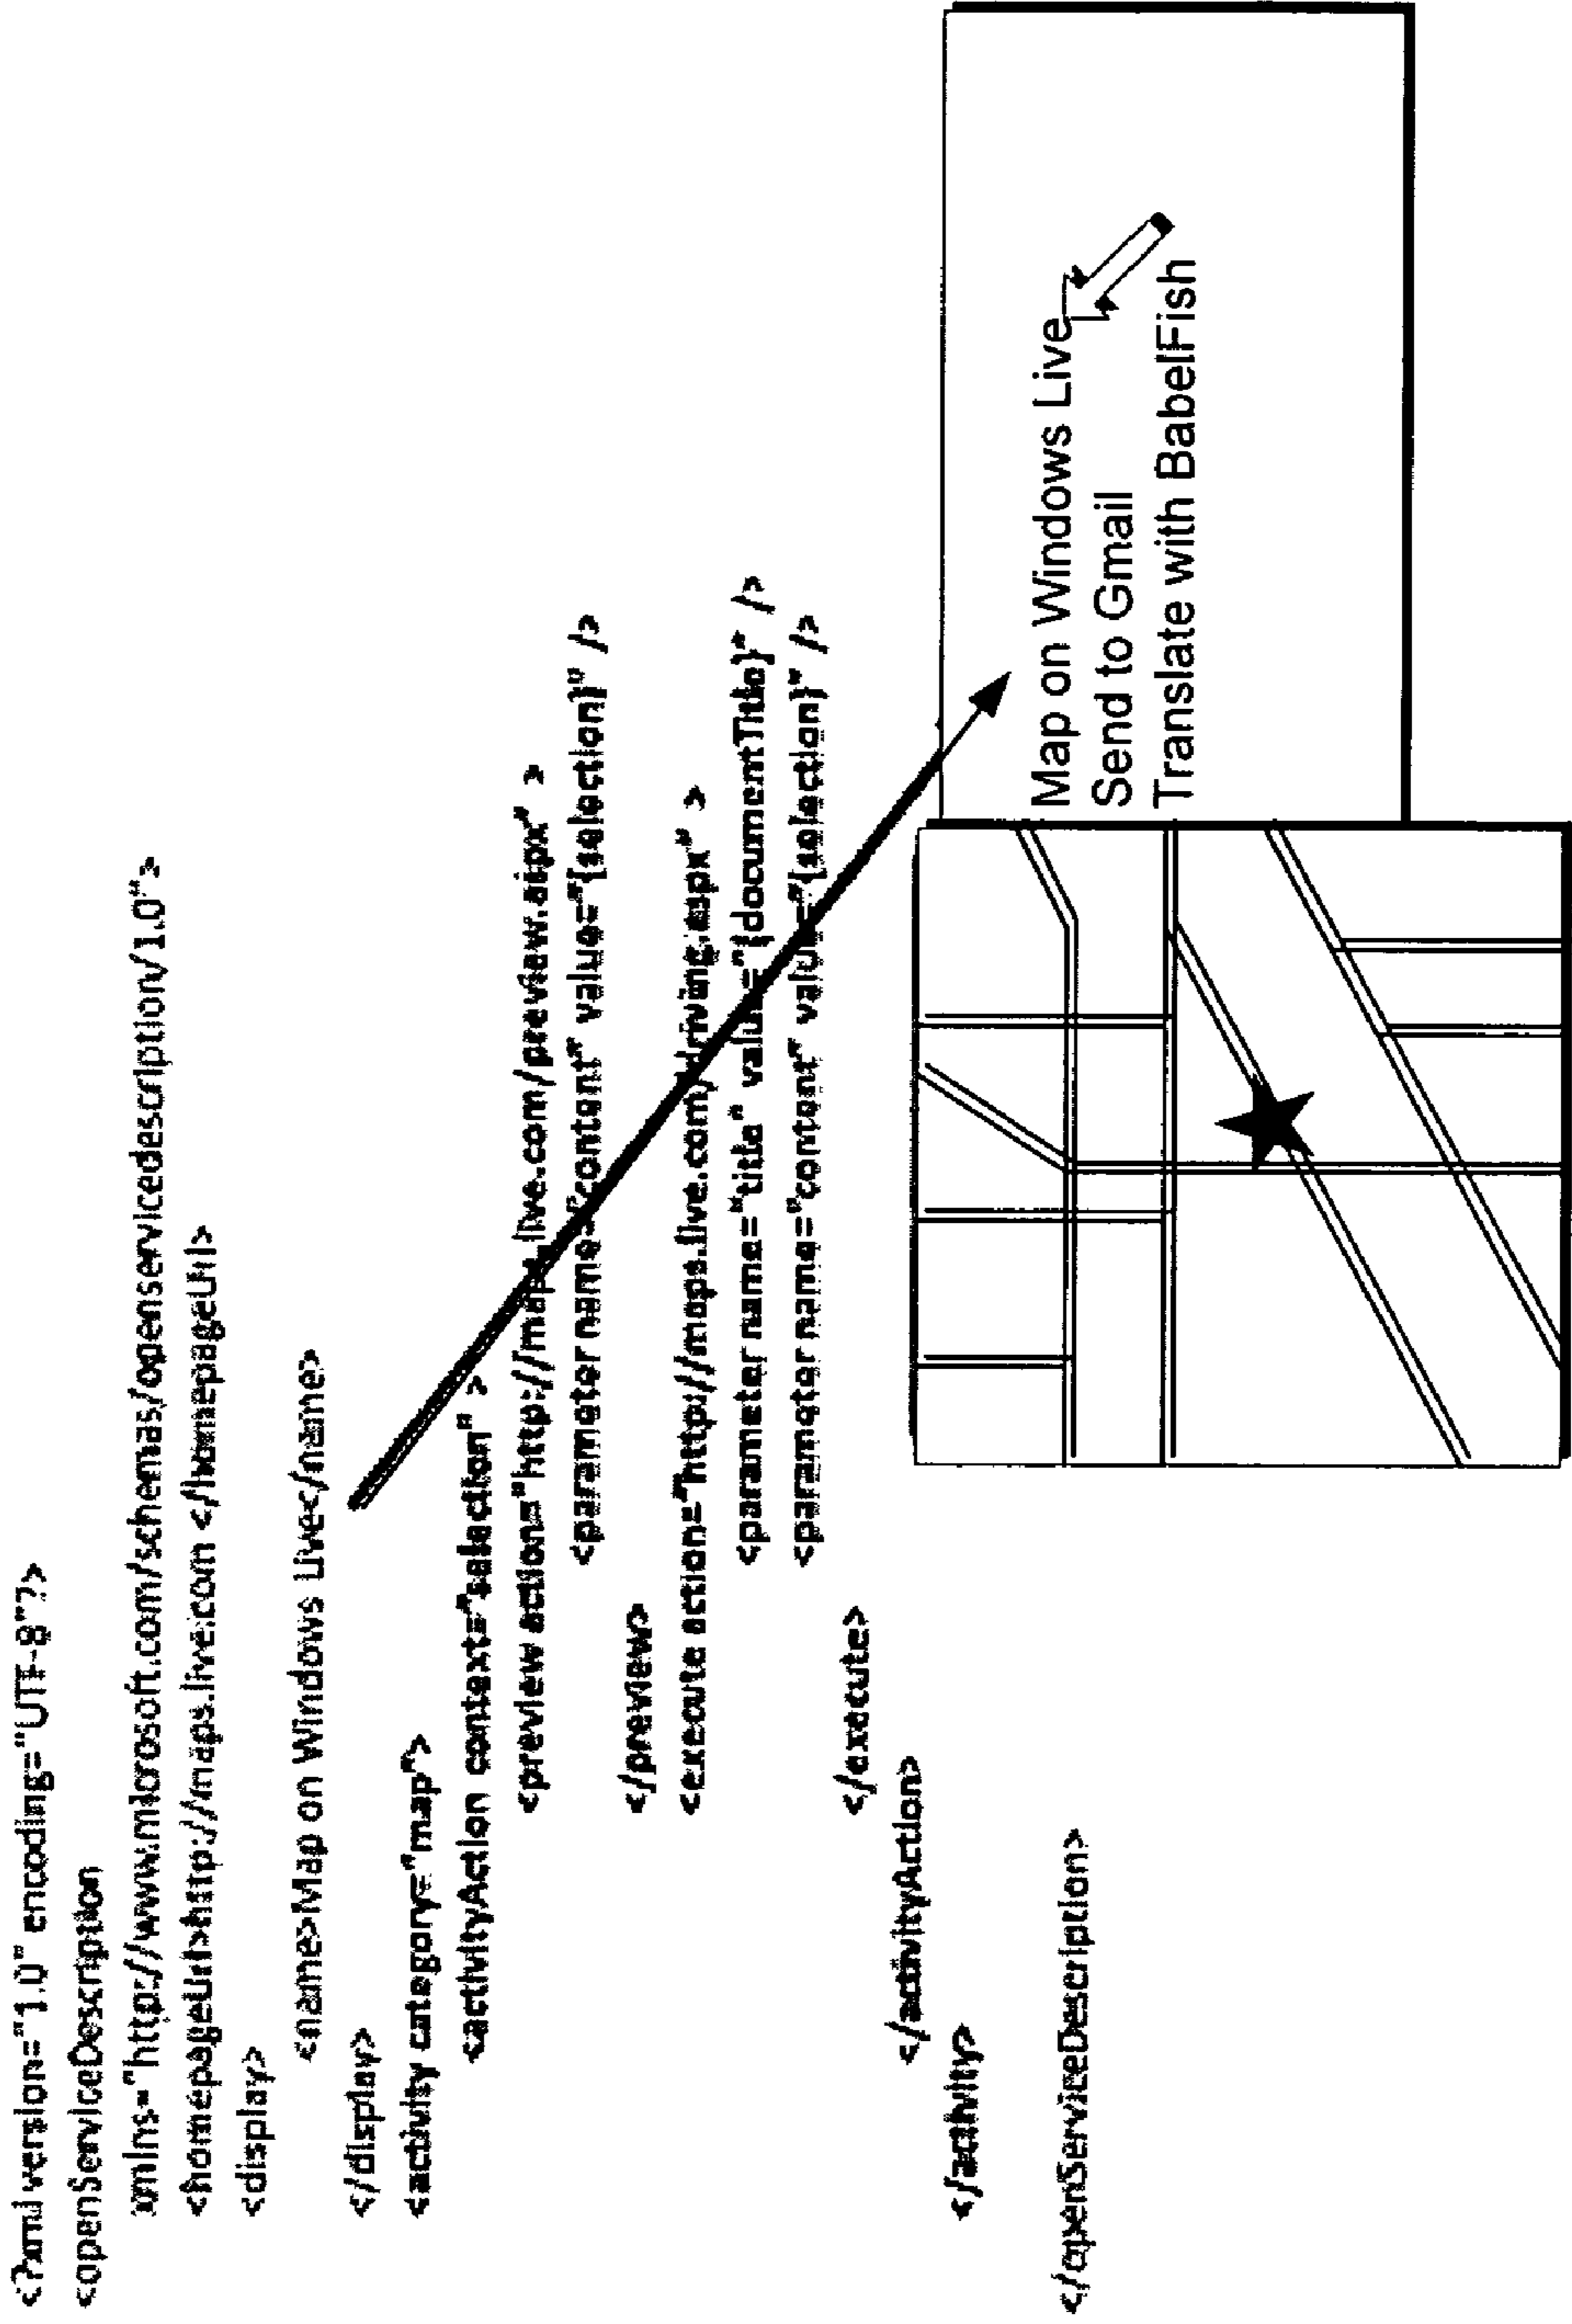 <?xml version="1.0" encoding="UTF-8"?>
<openServiceDescription
xmlns="http://www.microsoft.com/schemas/openservicedescription/1.0">
<homepageUrl>http://maps.live.com </homepageUrl>
<display>
<name>Map on Windows Live</name>
</display>
<activity category="map">
<activityAction context="selection" >
<preview action="http://maps.live.com/preview.aspx" >
<parameter name="content" value="{selection}" />
</preview>
<execute action="http://maps.live.com/driving.aspx" >
<parameter name="title" value="{documentTitle}" />
<parameter name="content" value="{selection}" />
</execute>
</activityAction>
</activity>
</openServiceDescription>
Map on Windows Live
Send to Gmail
Translate with BabelFish